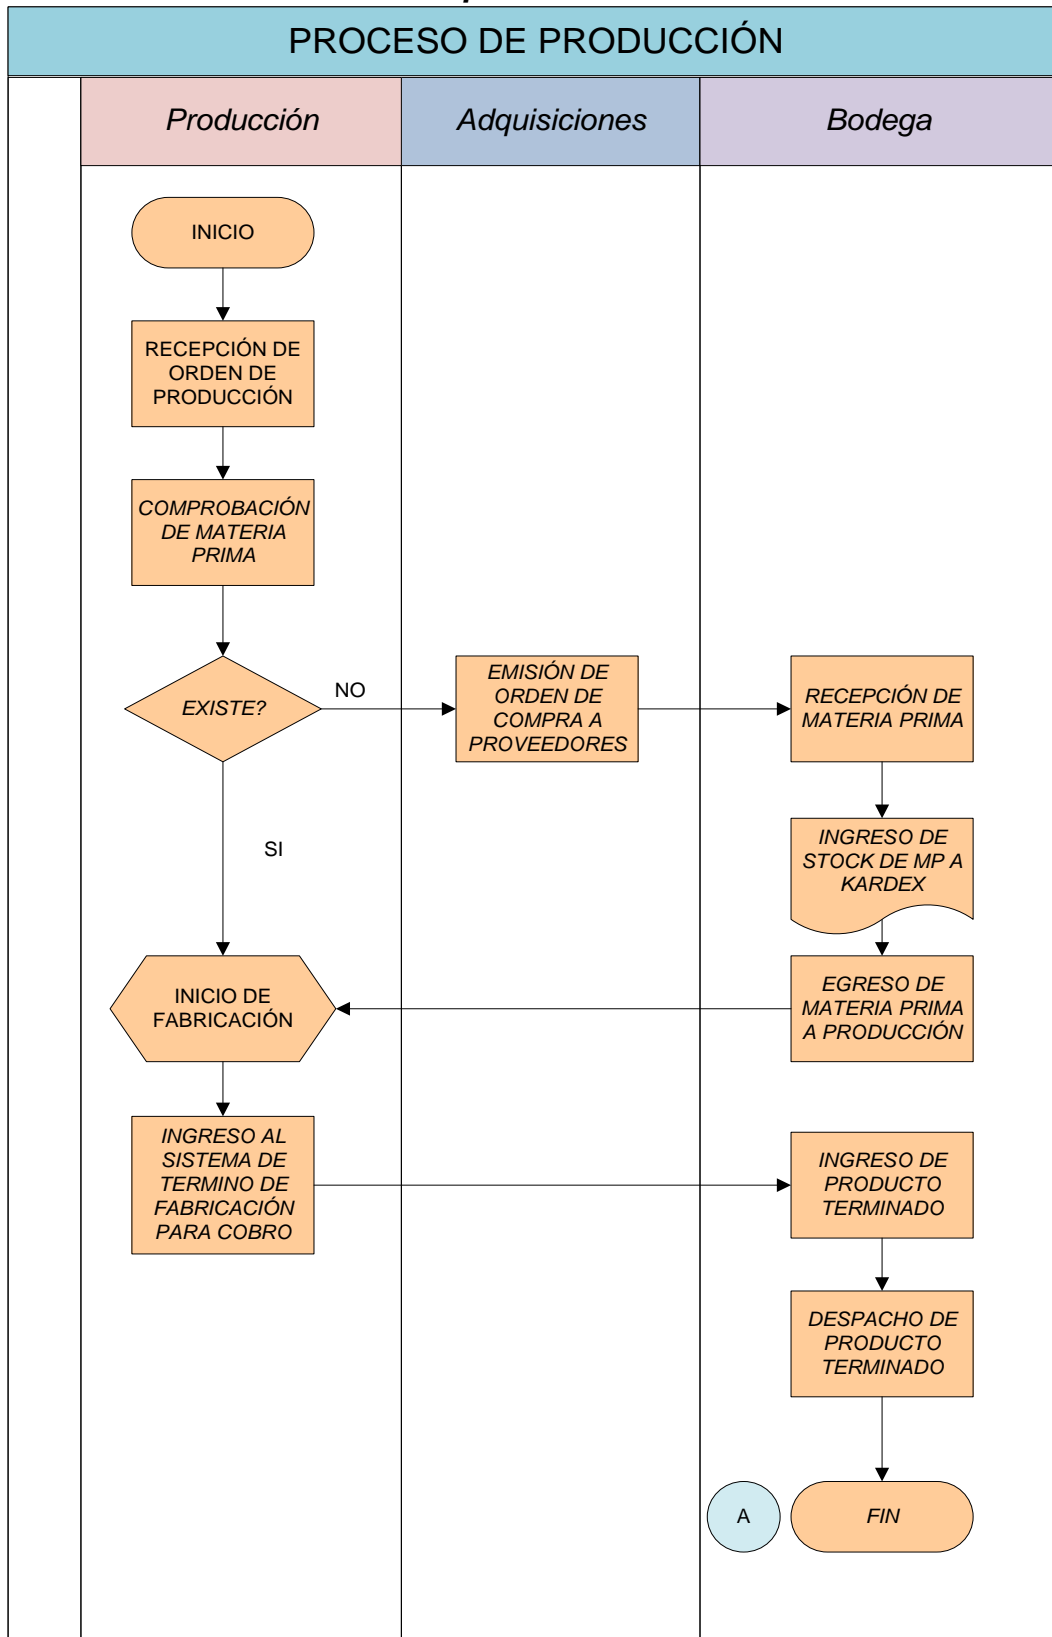 PROCESO DE PRODUCCIÓN
Producción
Adquisiciones
Bodega
INICIO
RECEPCIÓN DE
ORDEN DE
PRODUCCIÓN
COMPROBACIÓN
DE MATERIA
PRIMA
EXISTE?
NO
EMISIÓN DE
ORDEN DE
COMPRA A
PROVEEDORES
RECEPCIÓN DE
MATERIA PRIMA
SI
INGRESO DE
STOCK DE MP A
KARDEX
INICIO DE
FABRICACIÓN
EGRESO DE
MATERIA PRIMA
A PRODUCCIÓN
INGRESO AL
SISTEMA DE
TERMINO DE
FABRICACIÓN
PARA COBRO
INGRESO DE
PRODUCTO
TERMINADO
DESPACHO DE
PRODUCTO
TERMINADO
A
FIN